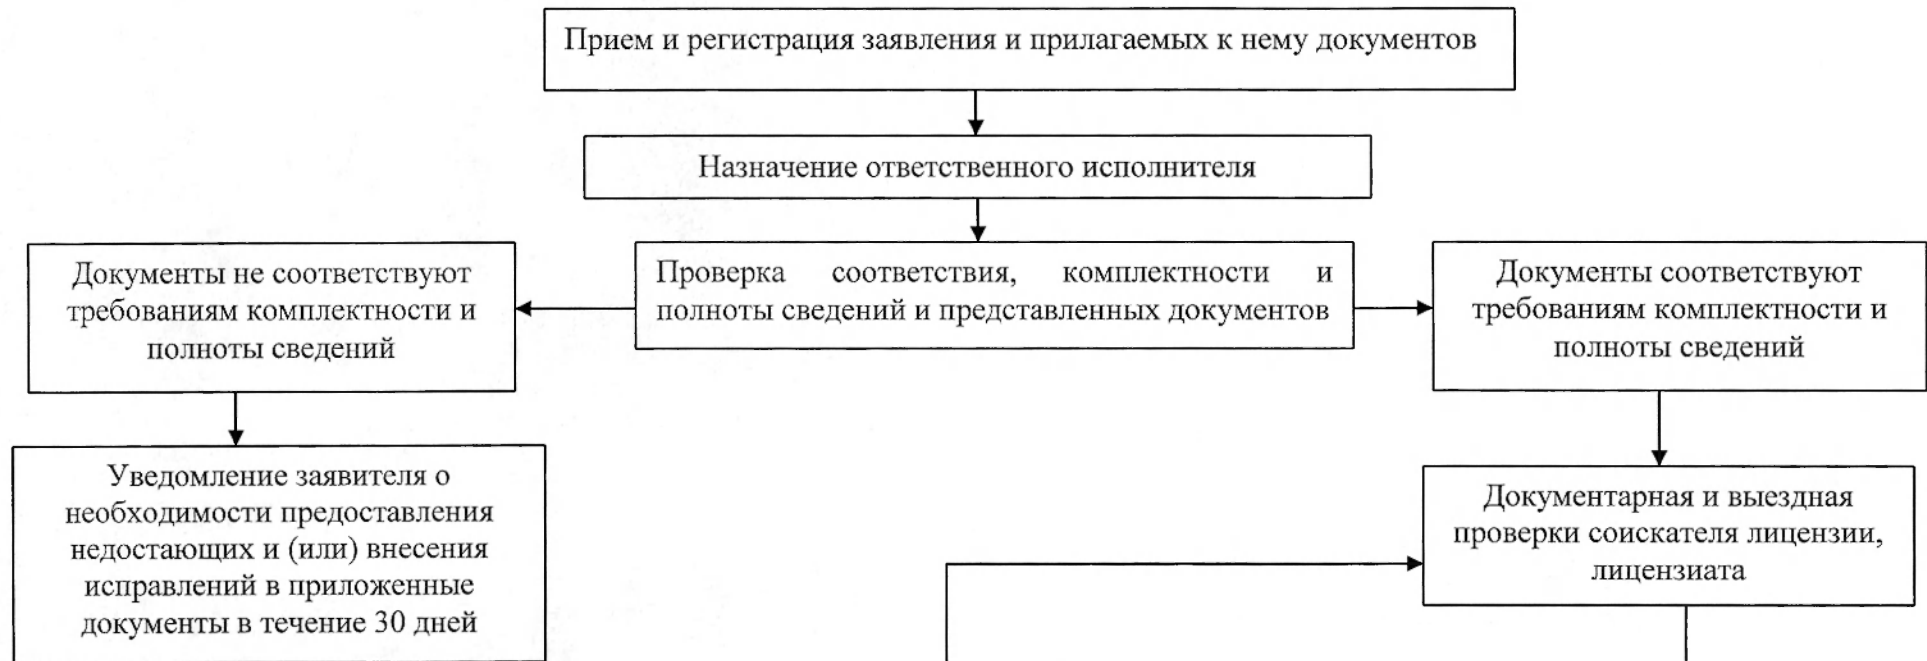 Прием и регистрация заявления и прилагаемых к нему документов
Назначение ответственного исполнителя
Документы не соответствуют
требованиям комплектности и
полноты сведений
Проверка соответствия, комплектности и
полноты сведений и представленных документов
Документы соответствуют
требованиям комплектности и
полноты сведений
Уведомление заявителя о
необходимости предоставления
недостающих и (или) внесения
исправлений в приложенные
документы в течение 30 дней
Документарная и выездная
проверки соискателя лицензии,
лицензиата